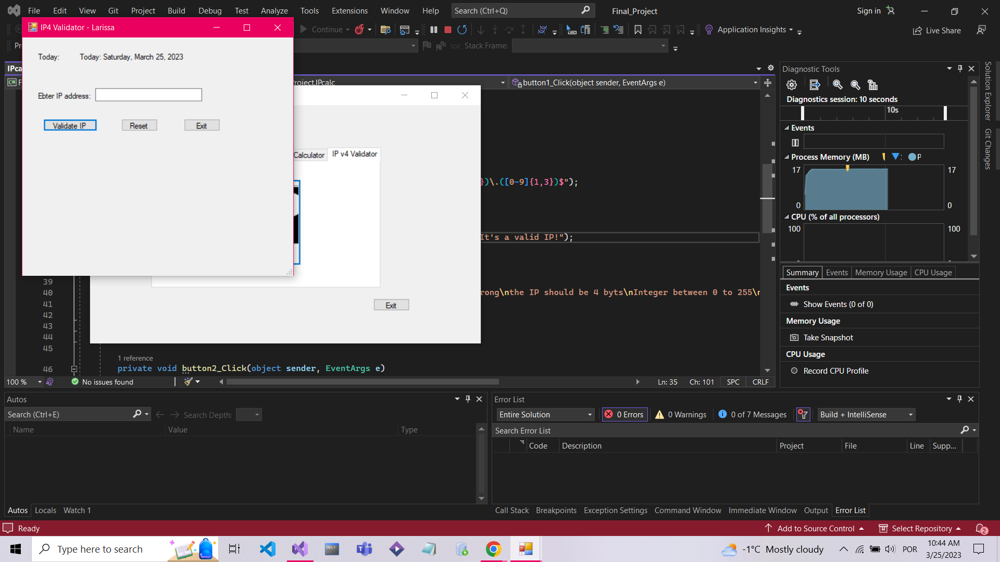 File Edit View Git Project Build Debug Test Analyze Tools Extensions Window Help Search (Ctrl+Q) Final_Project Sign in
IP4 Validator - Larissa
Continue Application Insights Live Share
Stack Frame:
Today: Today: Saturday, March 25, 2023
Ebter IP address:
Validate IP Reset Exit
IPca
roject.IPcalc button1_Click(object sender, EventArgs e)
Calculator IP v4 Validator
})\.([0-9]{1,3})$");
It's a valid IP!");
rong\nthe IP should be 4 byts\nInteger between 0 to 255\n
Exit
39
40
41
42
43
44
45
1 reference
46 private void button2_Click(object sender, EventArgs e)
100 % No issues found Ln: 35 Ch: 101 SPC CRLF
Diagnostic Tools
Diagnostics session: 10 seconds
10s
Events
Process Memory (MB) P
17 17
0 0
CPU (% of all processors)
100 100
Summary Events Memory Usage CPU Usage
Events
Show Events (0 of 0)
Memory Usage
Take Snapshot
CPU Usage
Record CPU Profile
Solution Explorer
Git Changes
Autos
Search (Ctrl+E) Search Depth:
Name Value Type
Autos Locals Watch 1
Error List
Entire Solution 0 Errors 0 Warnings 0 of 7 Messages Build + IntelliSense
Search Error List
Code Description Project File Line Supp...
Call Stack Breakpoints Exception Settings Command Window Immediate Window Output Error List
Ready Add to Source Control Select Repository 2
Type here to search -1°C Mostly cloudy POR 10:44 AM
3/25/2023